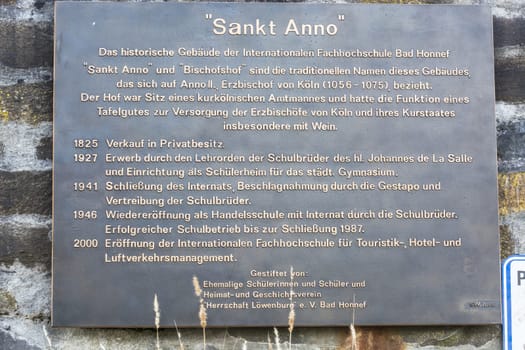 "Sankt Anno"
Das historische Gebäude der Internationalen Fachhochschule Bad Honnef
"Sankt Anno" und "Bischofshof" sind die traditionellen Namen dieses Gebäudes,
das sich auf Anno II., Erzbischof von Köln (1056-1075), bezieht.
Der Hof war Sitz eines kurkölnischen Amtmannes und hatte die Funktion eines
Tafelgutes zur Versorgung der Erzbischöfe von Köln und ihres Kurstaates
insbesondere mit Wein.
1825 Verkauf in Privatbesitz.
1927 Erwerb durch den Lehrorden der Schulbrüder des hl. Johannes de La Salle
und Einrichtung als Schülerheim für das städt. Gymnasium.
1941 Schließung des Internats, Beschlagnahmung durch die Gestapo und
Vertreibung der Schulbrüder.
1946 Wiedereröffnung als Handelsschule mit Internat durch die Schulbrüder.
Erfolgreicher Schulbetrieb bis zur Schließung 1987.
2000 Eröffnung der Internationalen Fachhochschule für Touristik-, Hotel- und
Luftverkehrsmanagement.
Gestiftet von:
Ehemalige Schülerinnen und Schüler und
Heimat- und Geschichtsverein
"Herrschaft Löwenburg" e. V. Bad Honnef
P